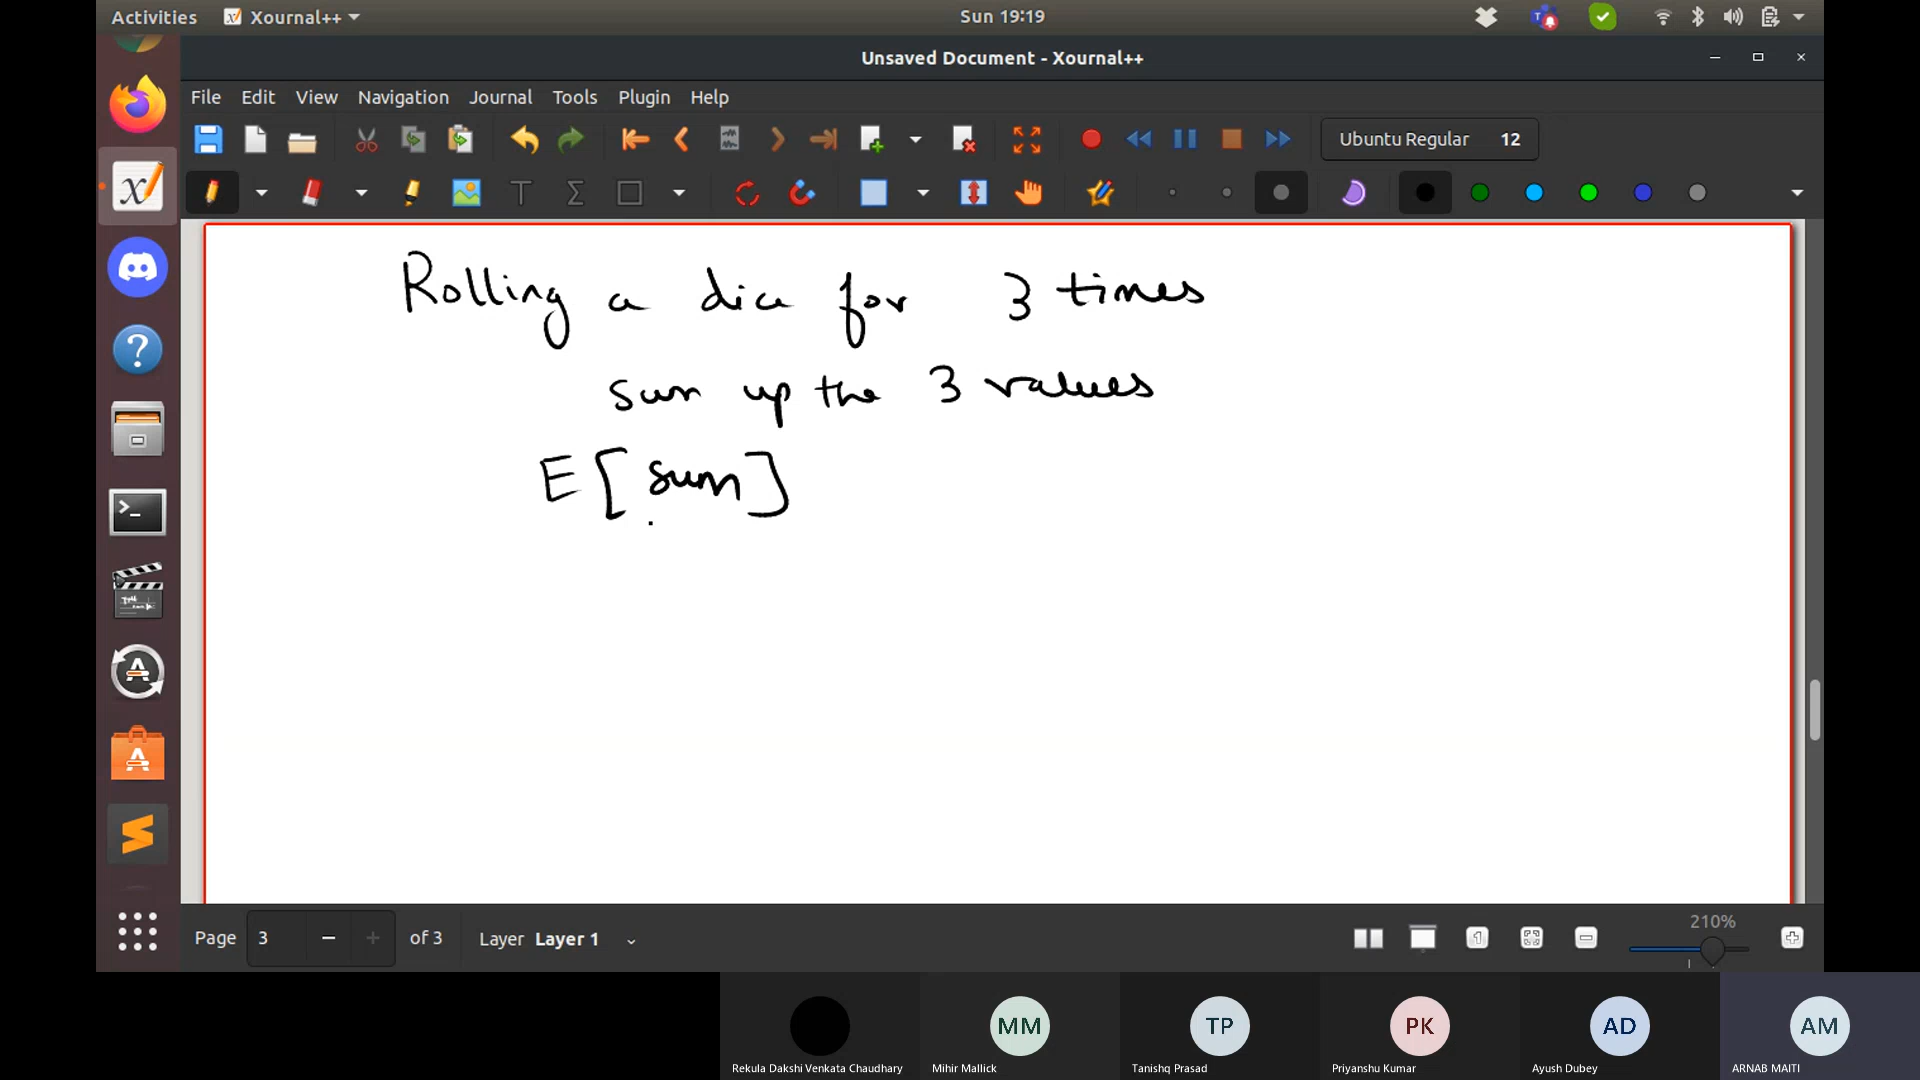 Activities Xournal++ Sun 19:19
Unsaved Document - Xournal++
File Edit View Navigation Journal Tools Plugin Help
Ubuntu Regular 12
Rolling a dice for 3 times
sum up the 3 values
E[sum]
Page 3 of 3 Layer Layer 1 210%
MM TP PK AD AM
Rekula Dakshi Venkata Chaudhary Mihir Mallick Tanishq Prasad Priyanshu Kumar Ayush Dubey ARNAB MAITI